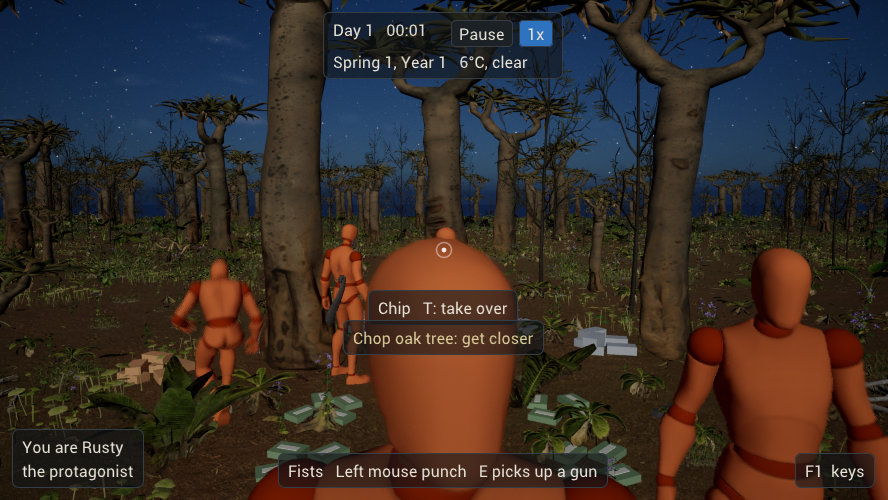 Day 1 00:01 Pause 1x
Spring 1, Year 1 6°C, clear
Chip T: take over
Chop oak tree: get closer
You are Rusty
the protagonist
Fists Left mouse punch E picks up a gun
F1 keys